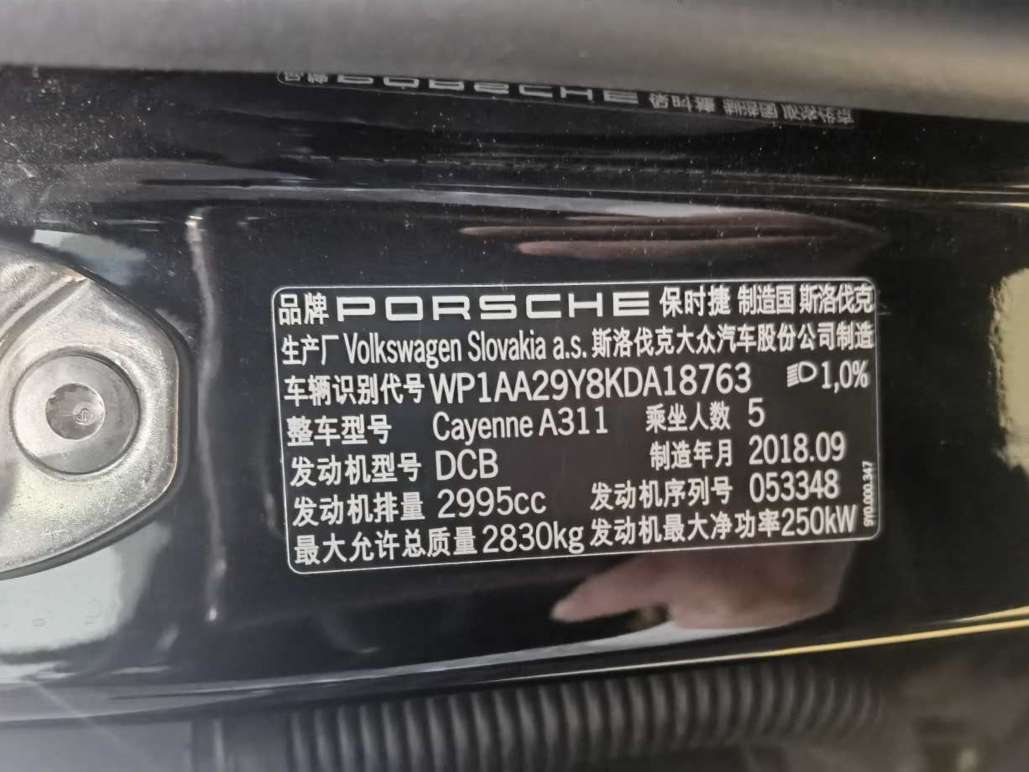 品牌 PORSCHE 保时捷 制造国 斯洛伐克
生产厂 Volkswagen Slovakia a.s. 斯洛伐克大众汽车股份公司制造
车辆识别代号 WP1AA29Y8KDA18763 1,0%
整车型号 Cayenne A311 乘坐人数 5
发动机型号 DCB 制造年月 2018.09
发动机排量 2995cc 发动机序列号 053348
最大允许总质量 2830kg 发动机最大净功率 250kW
9Y0.000.347